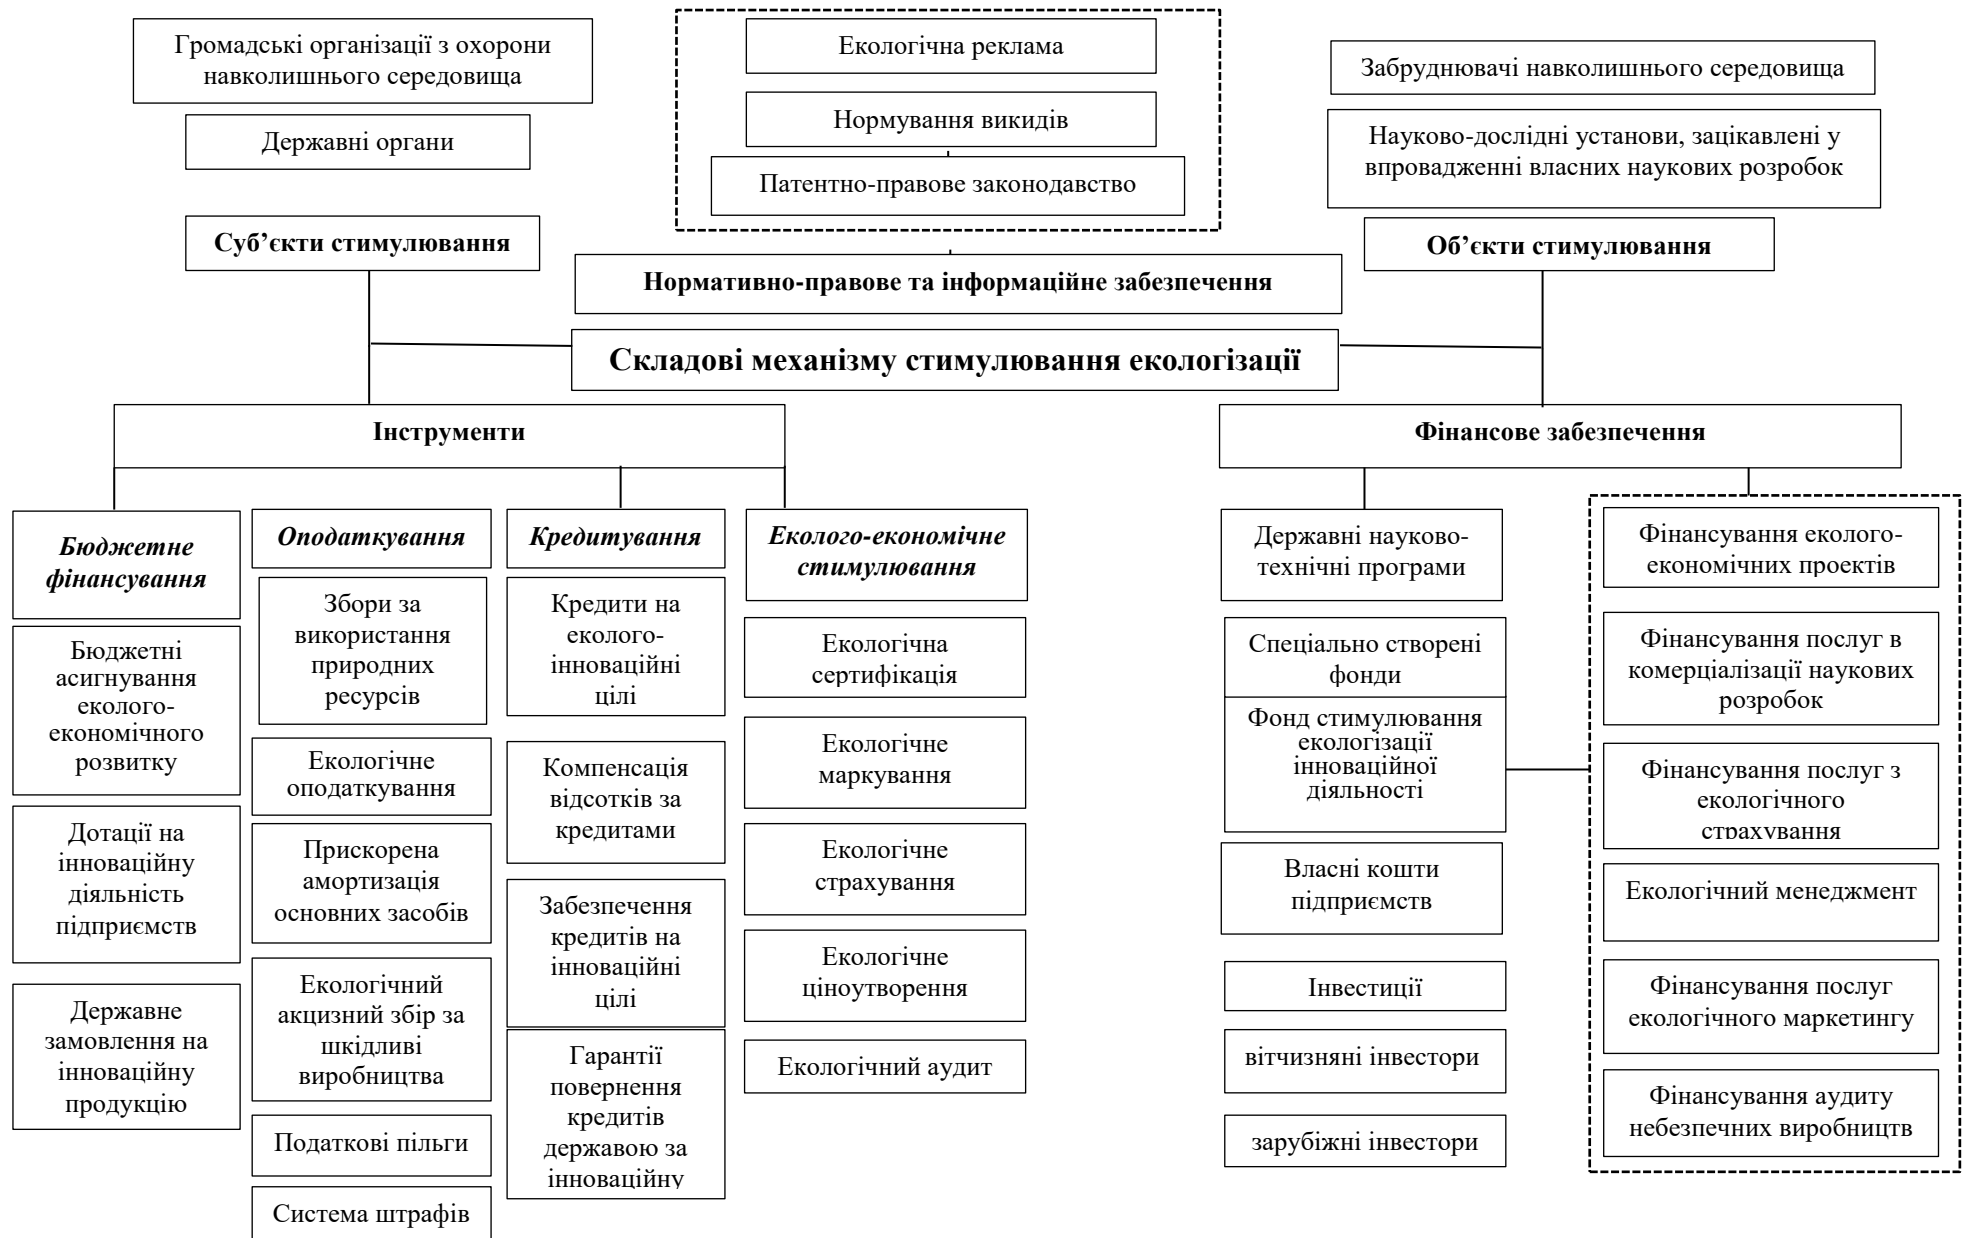 Громадські організації з охорони
навколишнього середовища
Державні органи
Суб’єкти стимулювання
Екологічна реклама
Нормування викидів
Патентно-правове законодавство
Нормативно-правове та інформаційне забезпечення
Забруднювачі навколишнього середовища
Науково-дослідні установи, зацікавлені у
впровадженні власних наукових розробок
Об’єкти стимулювання
Складові механізму стимулювання екологізації
Інструменти
Фінансове забезпечення
Бюджетне
фінансування
Бюджетні
асигнування
еколого-
економічного
розвитку
Дотації на
інноваційну
діяльність
підприємств
Державне
замовлення на
інноваційну
продукцію
Оподаткування
Збори за
використання
природних
ресурсів
Екологічне
оподаткування
Прискорена
амортизація
основних засобів
Екологічний
акцизний збір за
шкідливі
виробництва
Податкові пільги
Система штрафів
Кредитування
Кредити на
еколого-
інноваційні
цілі
Компенсація
відсотків за
кредитами
Забезпечення
кредитів на
інноваційні
цілі
Гарантії
повернення
кредитів
державою за
інноваційну
Еколого-економічне
стимулювання
Екологічна
сертифікація
Екологічне
маркування
Екологічне
страхування
Екологічне
ціноутворення
Екологічний аудит
Державні науково-
технічні програми
Спеціально створені
фонди
Фонд стимулювання
екологізації
інноваційної
діяльності
Власні кошти
підприємств
Інвестиції
вітчизняні інвестори
зарубіжні інвестори
Фінансування еколого-
економічних проектів
Фінансування послуг в
комерціалізації наукових
розробок
Фінансування послуг з
екологічного
страхування
Екологічний менеджмент
Фінансування послуг
екологічного маркетингу
Фінансування аудиту
небезпечних виробництв